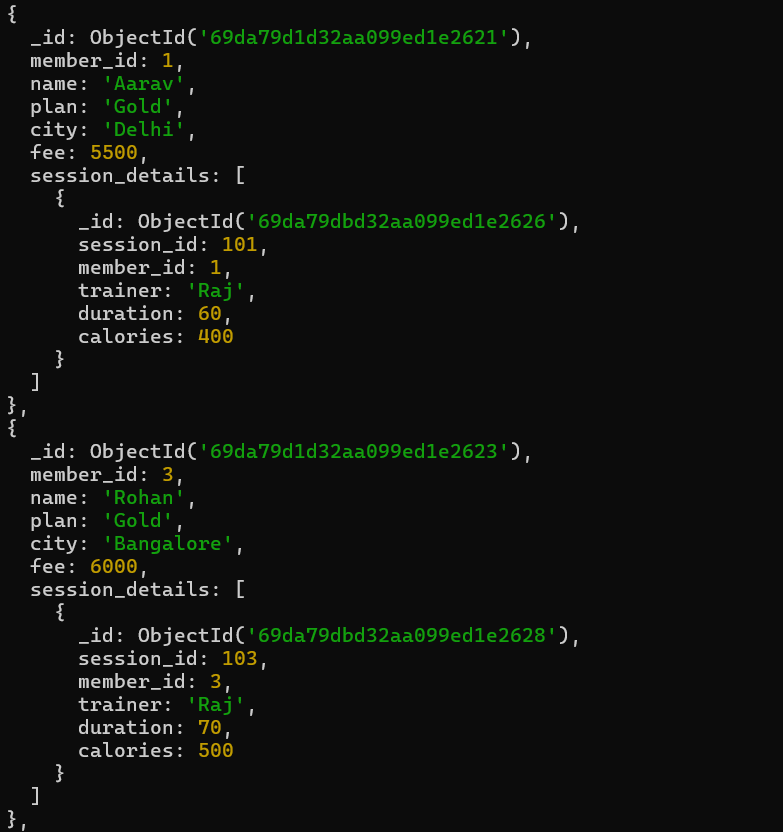 {
  _id: ObjectId('69da79d1d32aa099ed1e2621'),
  member_id: 1,
  name: 'Aarav',
  plan: 'Gold',
  city: 'Delhi',
  fee: 5500,
  session_details: [
    {
      _id: ObjectId('69da79dbd32aa099ed1e2626'),
      session_id: 101,
      member_id: 1,
      trainer: 'Raj',
      duration: 60,
      calories: 400
    }
  ]
},
{
  _id: ObjectId('69da79d1d32aa099ed1e2623'),
  member_id: 3,
  name: 'Rohan',
  plan: 'Gold',
  city: 'Bangalore',
  fee: 6000,
  session_details: [
    {
      _id: ObjectId('69da79dbd32aa099ed1e2628'),
      session_id: 103,
      member_id: 3,
      trainer: 'Raj',
      duration: 70,
      calories: 500
    }
  ]
},